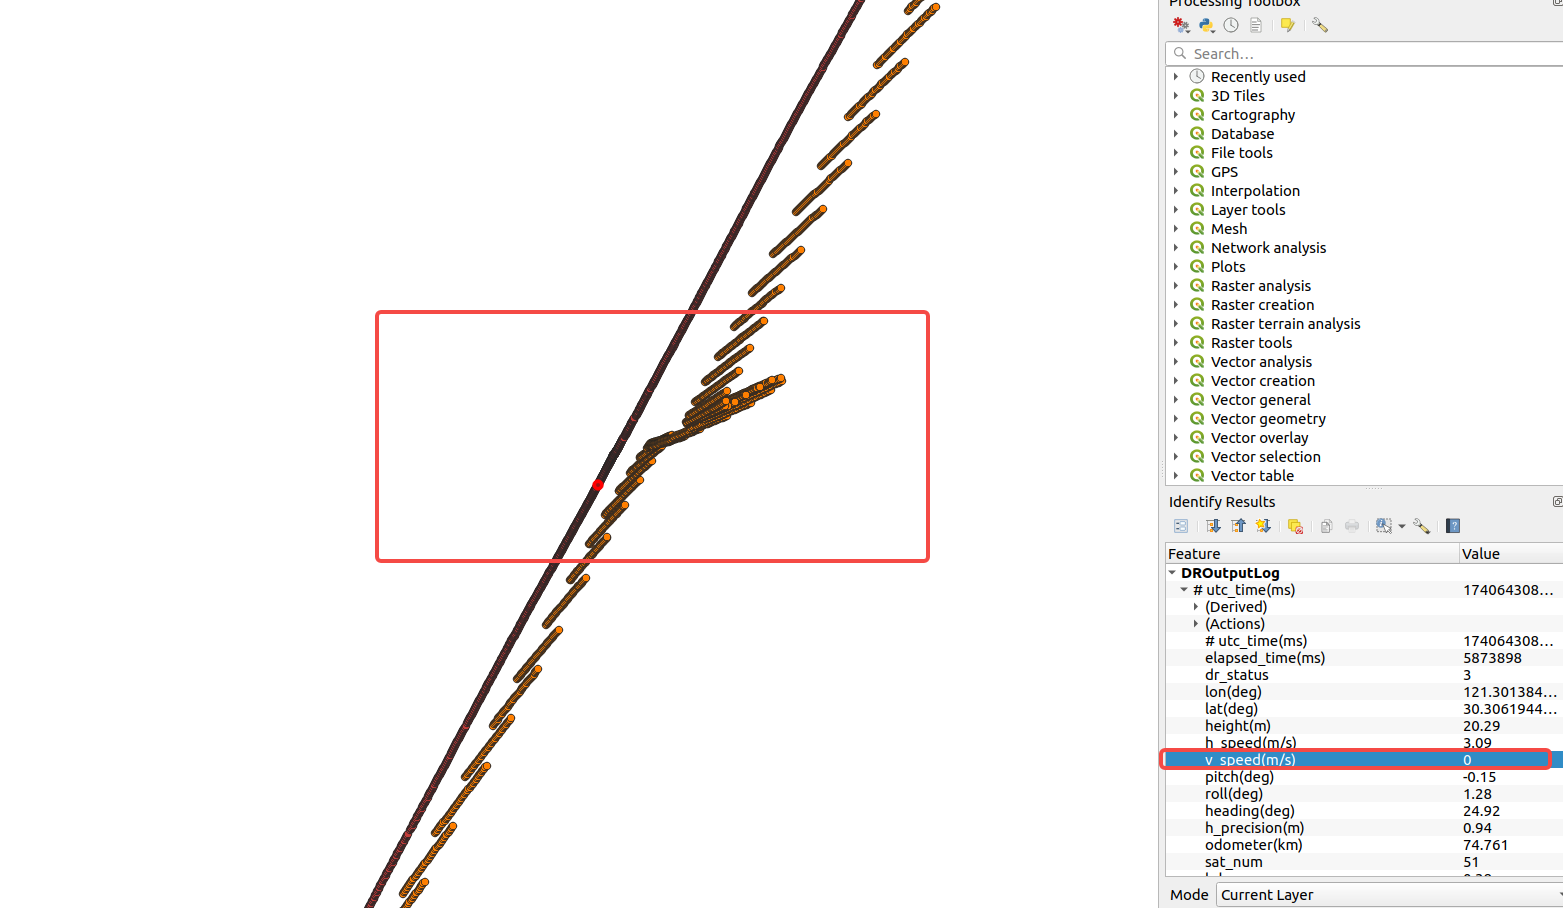 Processing Toolbox
Search…
Recently used
3D Tiles
Cartography
Database
File tools
GPS
Interpolation
Layer tools
Mesh
Network analysis
Plots
Raster analysis
Raster creation
Raster terrain analysis
Raster tools
Vector analysis
Vector creation
Vector general
Vector geometry
Vector overlay
Vector selection
Vector table
Identify Results
Feature Value
DROutputLog
# utc_time(ms) 174064308…
(Derived)
(Actions)
# utc_time(ms) 174064308…
elapsed_time(ms) 5873898
dr_status 3
lon(deg) 121.301384…
lat(deg) 30.3061944…
height(m) 20.29
h_speed(m/s) 3.09
v_speed(m/s) 0
pitch(deg) -0.15
roll(deg) 1.28
heading(deg) 24.92
h_precision(m) 0.94
odometer(km) 74.761
sat_num 51
Mode Current Layer